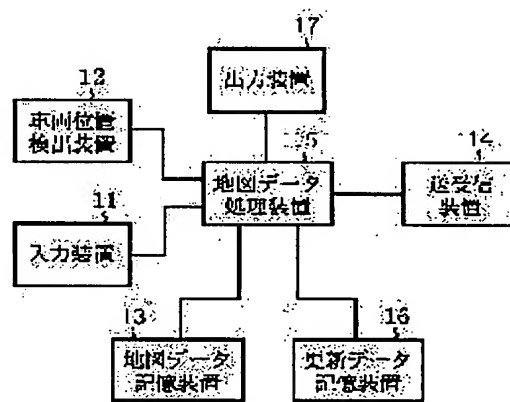 17
出力装置
12
車両位置
検出装置
15
地図データ
処理装置
14
送受信
装置
11
入力装置
13
地図データ
記憶装置
16
更新データ
記憶装置